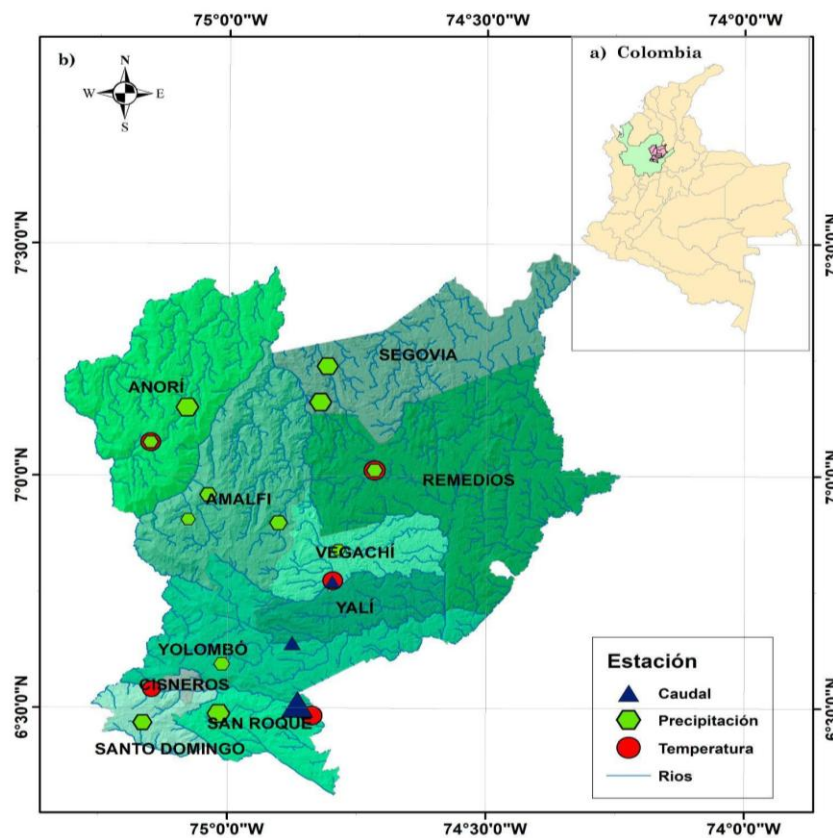 75°0'0"W 74°30'0"W 74°0'0"W
b)
N
W E
S
a) Colombia
7°30'0"N 7°30'0"N
SEGOVIA
ANORÍ
7°0'0"N 7°0'0"N
REMEDIOS
AMALFI
VEGACHÍ
YALÍ
YOLOMBÓ
CISNEROS
6°30'0"N 6°30'0"N
SAN ROQUE
SANTO DOMINGO
Estación
Caudal
Precipitación
Temperatura
Rios
75°0'0"W 74°30'0"W 74°0'0"W